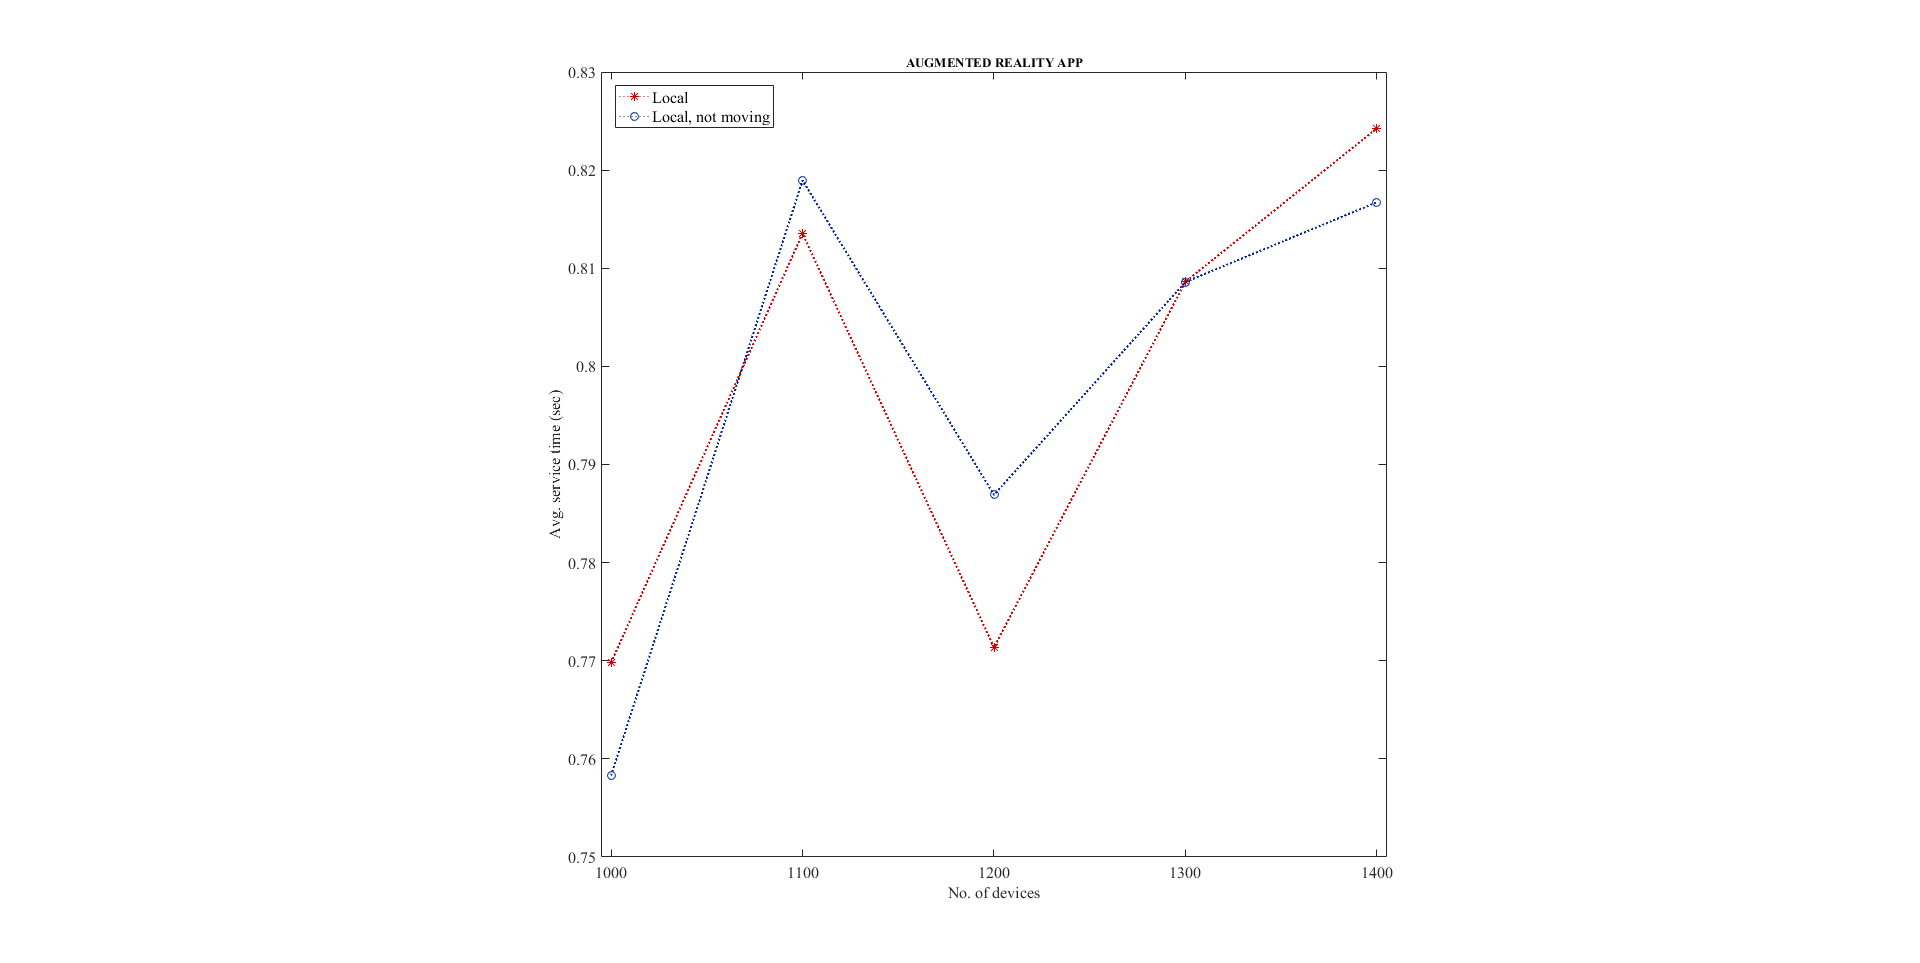 AUGMENTED REALITY APP
0.83
Local
Local, not moving
0.82
0.81
0.8
0.79
0.78
0.77
0.76
0.75
Avg. service time (sec)
1000 1100 1200 1300 1400
No. of devices